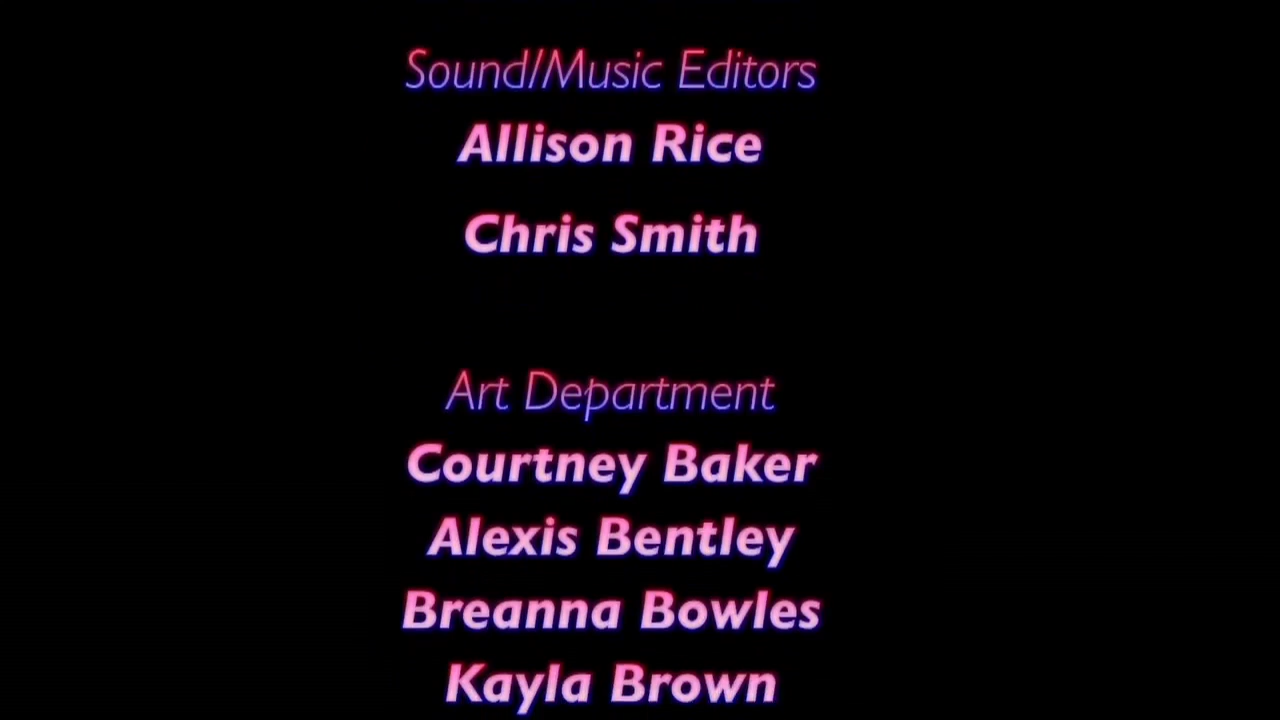 Sound/Music Editors
Allison Rice
Chris Smith
Art Department
Courtney Baker
Alexis Bentley
Breanna Bowles
Kayla Brown